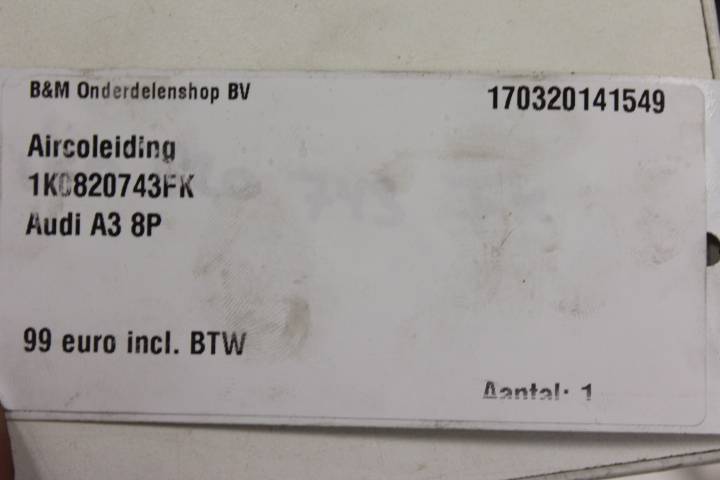 B&M Onderdelenshop BV
170320141549
Aircoleiding
1K0820743FK
Audi A3 8P
99 euro incl. BTW
Aantal: 1